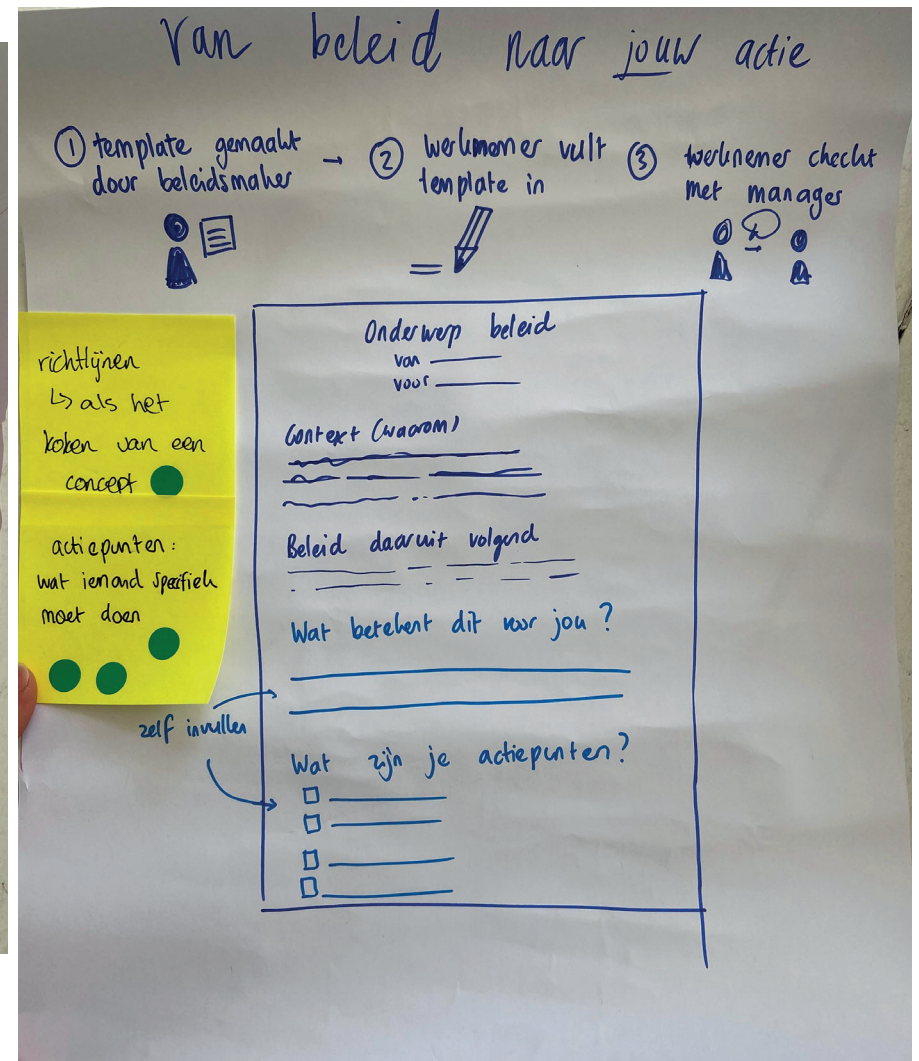 Van beleid naar jouw actie
① template gemaakt
door beleidsmaker
→ ② werknemer vult
template in
③ werknemer checkt
met manager
richtlijnen
↳ als het
koken van een
concept
actiepunten:
wat iemand specifiek
moet doen
Onderwerp beleid
van
voor
Context (waarom)
Beleid daaruit volgend
Wat betekent dit voor jou?
zelf invullen
Wat zijn je actiepunten?